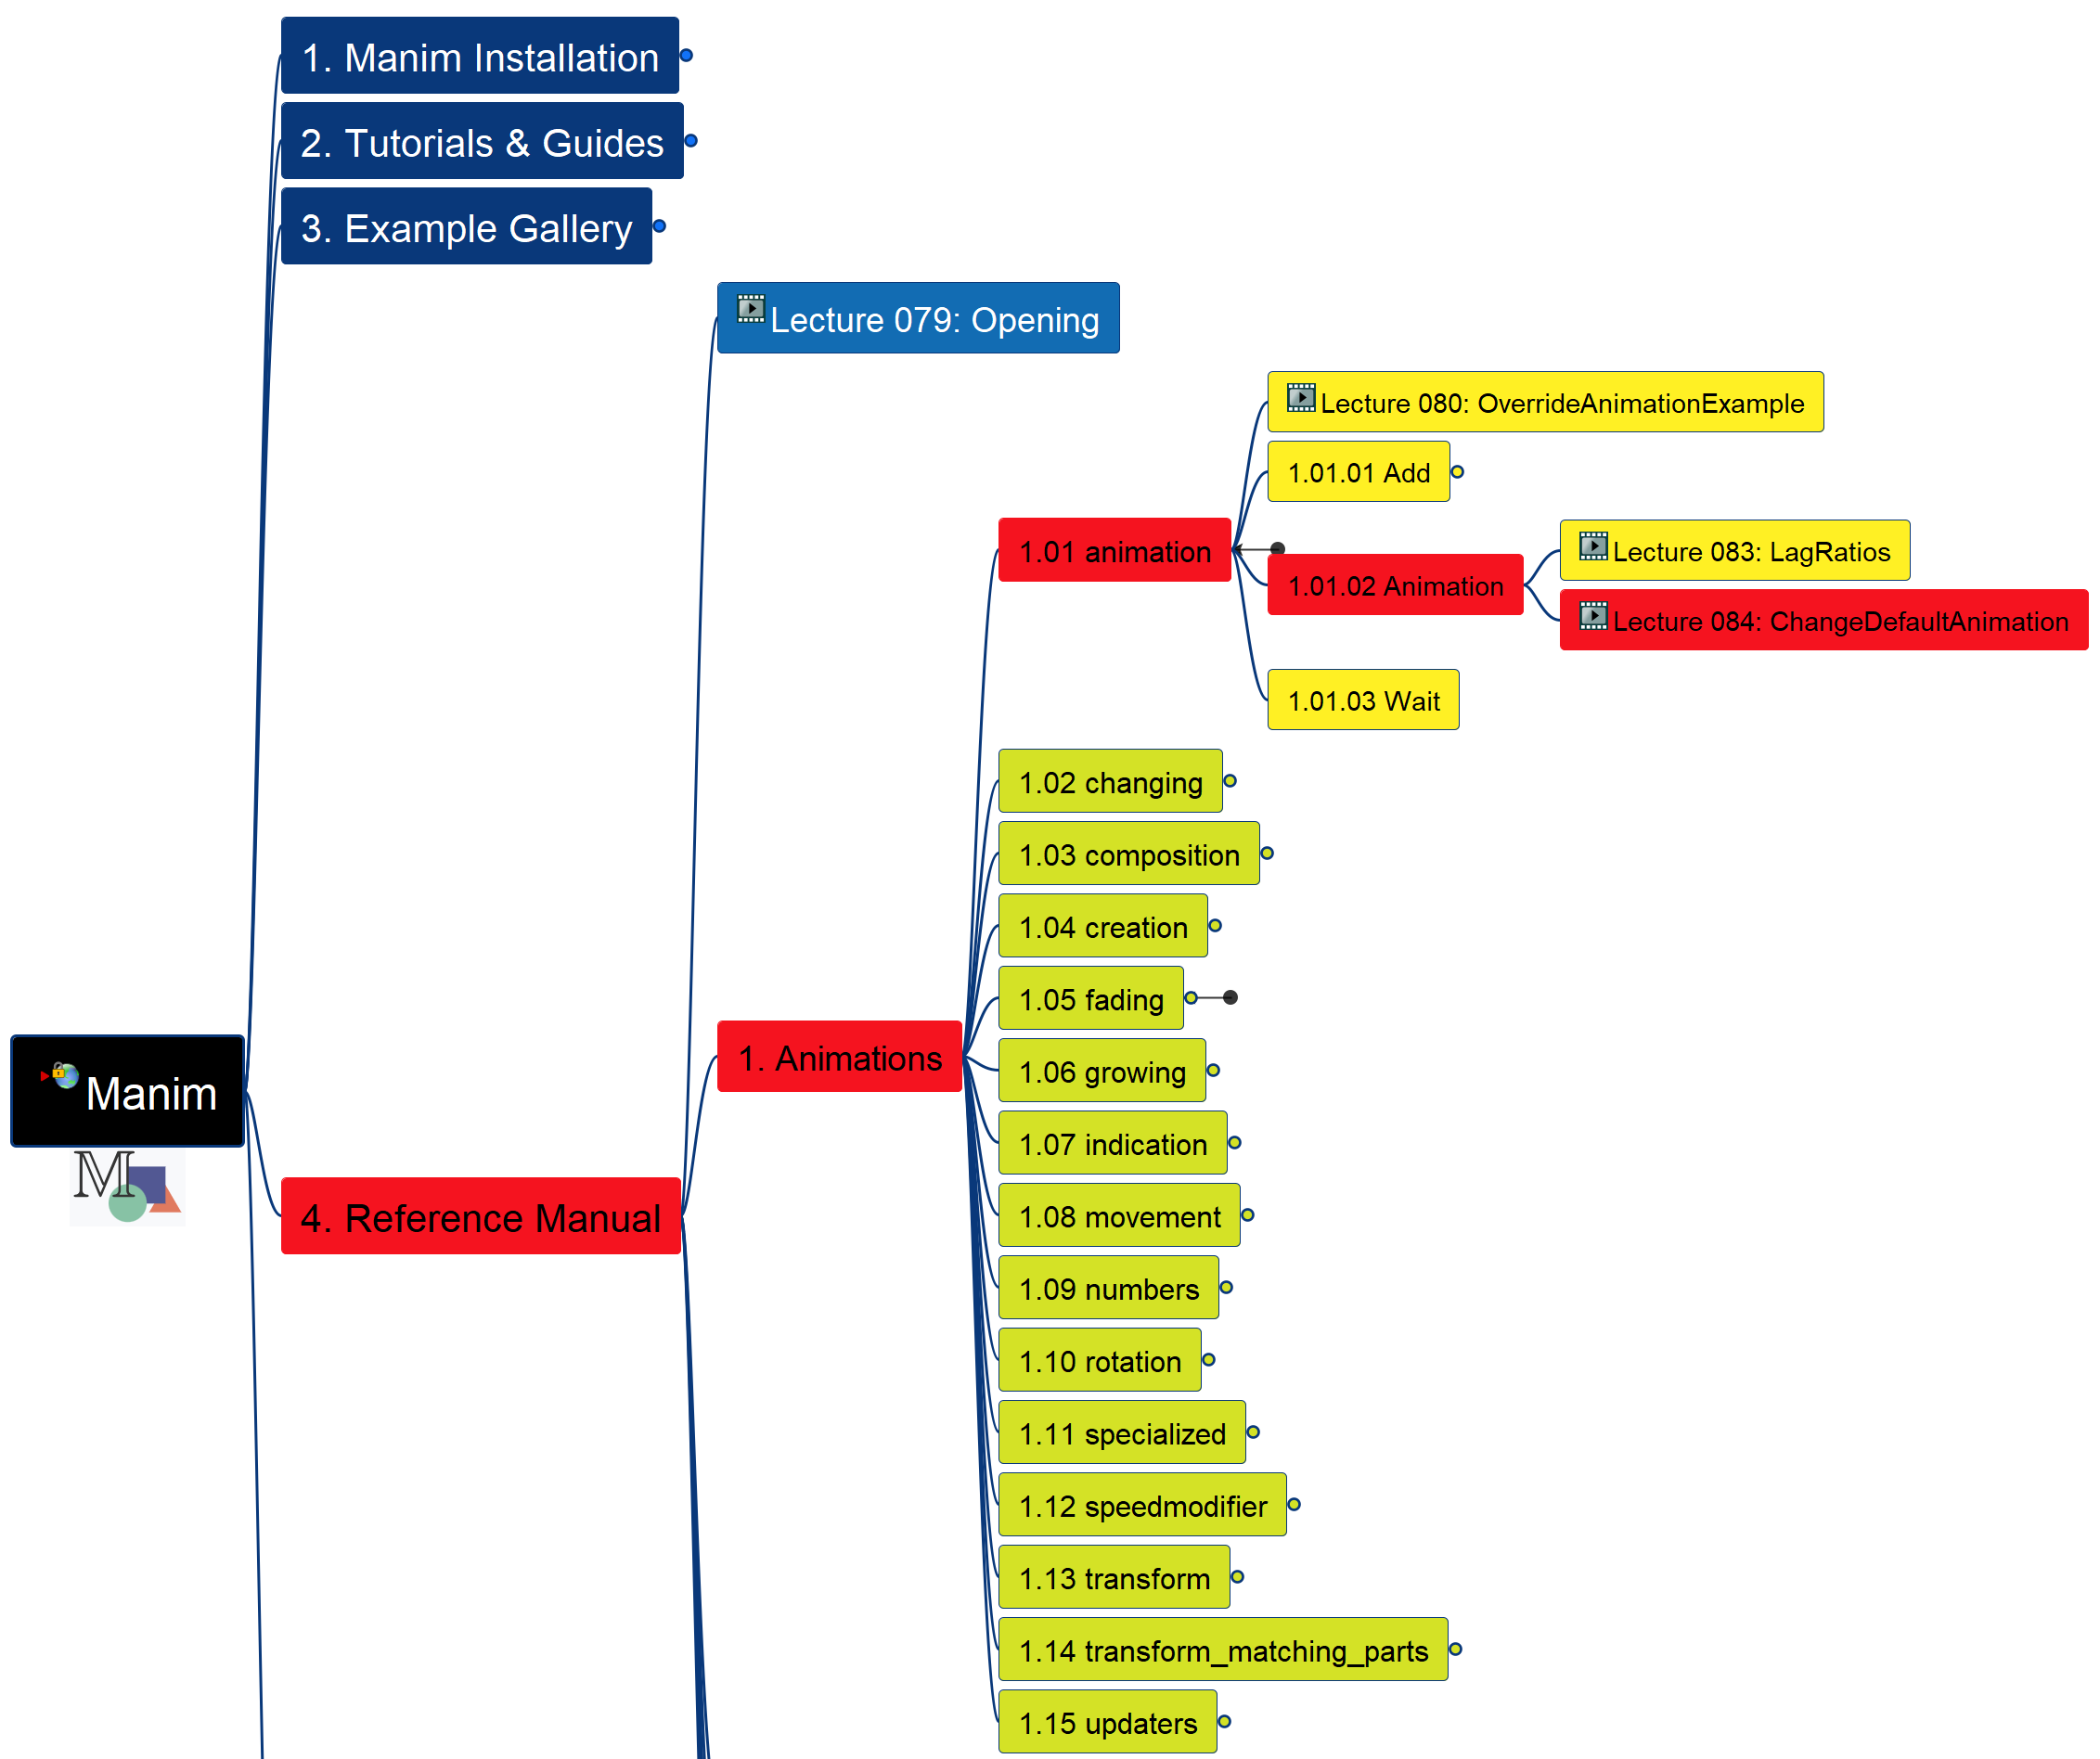 1. Manim Installation
2. Tutorials & Guides
3. Example Gallery
Lecture 079: Opening
Lecture 080: OverrideAnimationExample
1.01.01 Add
1.01 animation
Lecture 083: LagRatios
1.01.02 Animation
Lecture 084: ChangeDefaultAnimation
1.01.03 Wait
1.02 changing
1.03 composition
1.04 creation
1.05 fading
1. Animations
1.06 growing
Manim
1.07 indication
M
4. Reference Manual
1.08 movement
1.09 numbers
1.10 rotation
1.11 specialized
1.12 speedmodifier
1.13 transform
1.14 transform_matching_parts
1.15 updaters